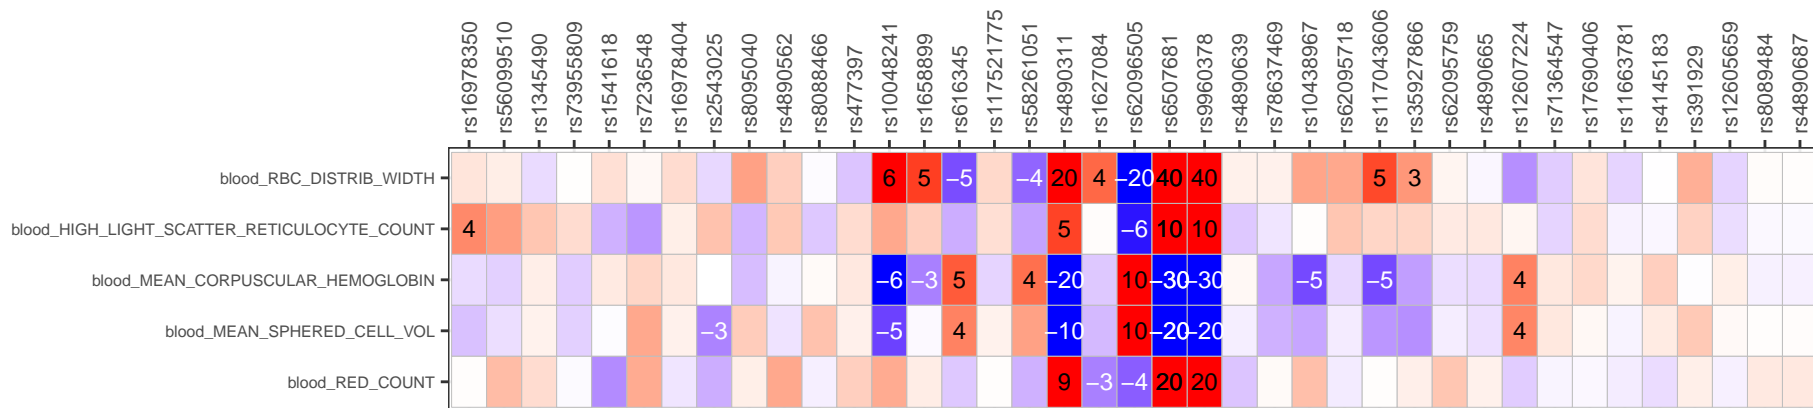 rs16978350 rs56099510 rs13454490 rs73955809 rs1541618 rs72365548 rs16978404 rs2543025 rs8095040 rs4890562 rs8088466 rs477397 rs10048241 rs11658899 rs6163345 rs117521775 rs58261051 rs4890311 rs1627084 rs62096505 rs6507681 rs9960378 rs4890639 rs78637469 rs10438967 rs62095718 rs117043606 rs35927866 rs62095759 rs4890665 rs12607224 rs71364547 rs17690406 rs11663781 rs4145183 rs391929 rs12605659 rs8089484 rs4890687
blood_RBC_DISTRIB_WIDTH 6 5 −5 −4 20 4 −20 40 40 5 3
blood_HIGH_LIGHT_SCATTER_RETICULOCYTE_COUNT 4 5 −6 10 10
blood_MEAN_CORPUSCULAR_HEMOGLOBIN −6 −3 5 4 −20 10 −30 −30 −5 −5 4
blood_MEAN_SPHERED_CELL_VOL −3 −5 4 −10 10 −20 −20 4
blood_RED_COUNT 9 −3 −4 20 20